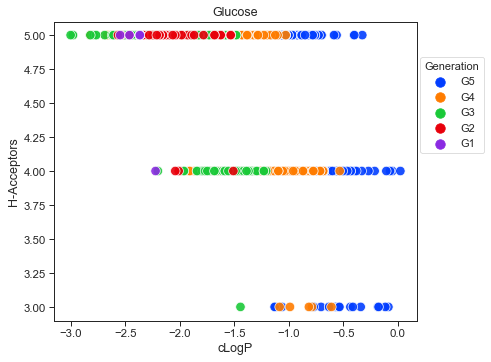 Glucose
5.00
4.75
4.50
4.25
4.00
3.75
3.50
3.25
3.00
H-Acceptors
−3.0 −2.5 −2.0 −1.5 −1.0 −0.5 0.0
cLogP
Generation
G5
G4
G3
G2
G1